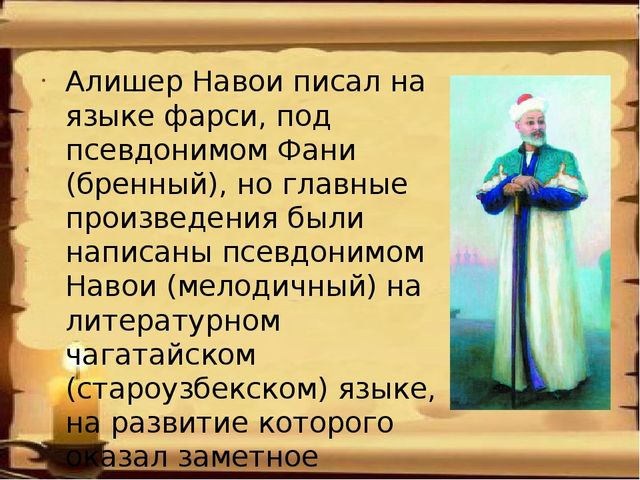 Алишер Навои писал на
языке фарси, под
псевдонимом Фани
(бренный), но главные
произведения были
написаны псевдонимом
Навои (мелодичный) на
литературном
чагатайском
(староузбекском) языке,
на развитие которого
оказал заметное